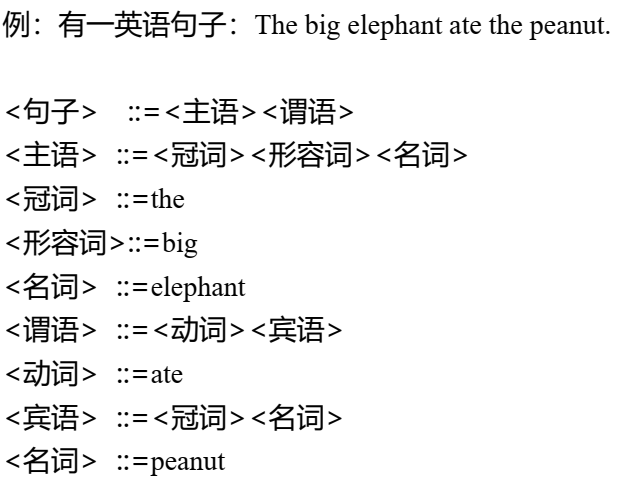 例：有一英语句子：The big elephant ate the peanut.
<句子> ::=<主语><谓语>
<主语> ::=<冠词><形容词><名词>
<冠词> ::=the
<形容词>::=big
<名词> ::=elephant
<谓语> ::=<动词><宾语>
<动词> ::=ate
<宾语> ::=<冠词><名词>
<名词> ::=peanut